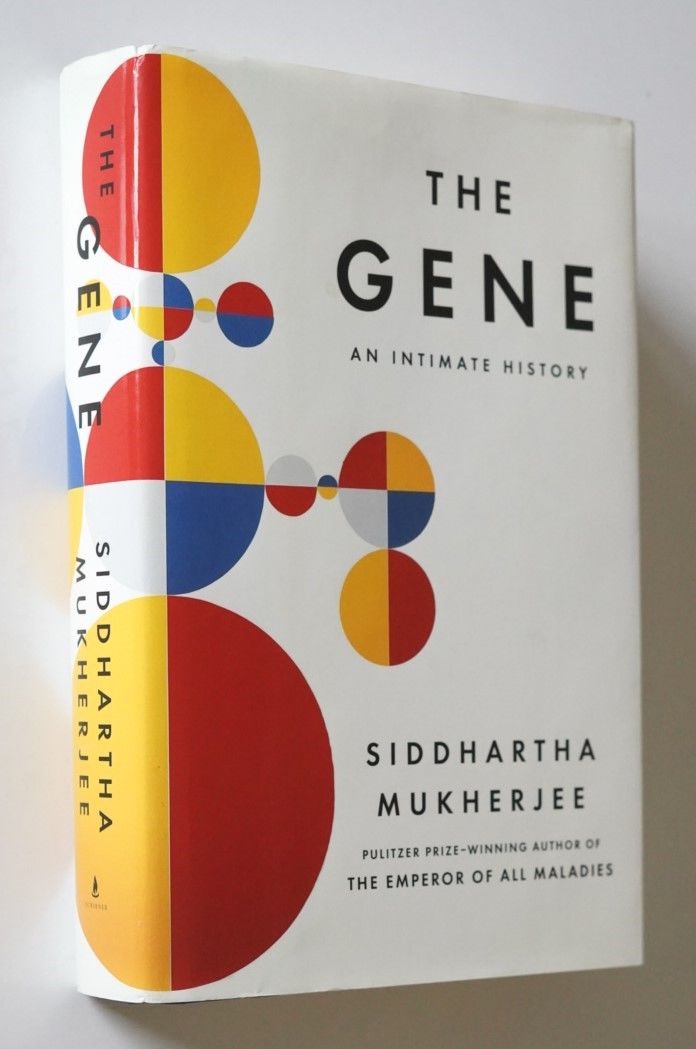 THE
GENE
AN INTIMATE HISTORY
SIDDHARTHA
MUKHERJEE
PULITZER PRIZE–WINNING AUTHOR OF
THE EMPEROR OF ALL MALADIES
THE GENE
SIDDHARTHA
MUKHERJEE
SCRIBNER